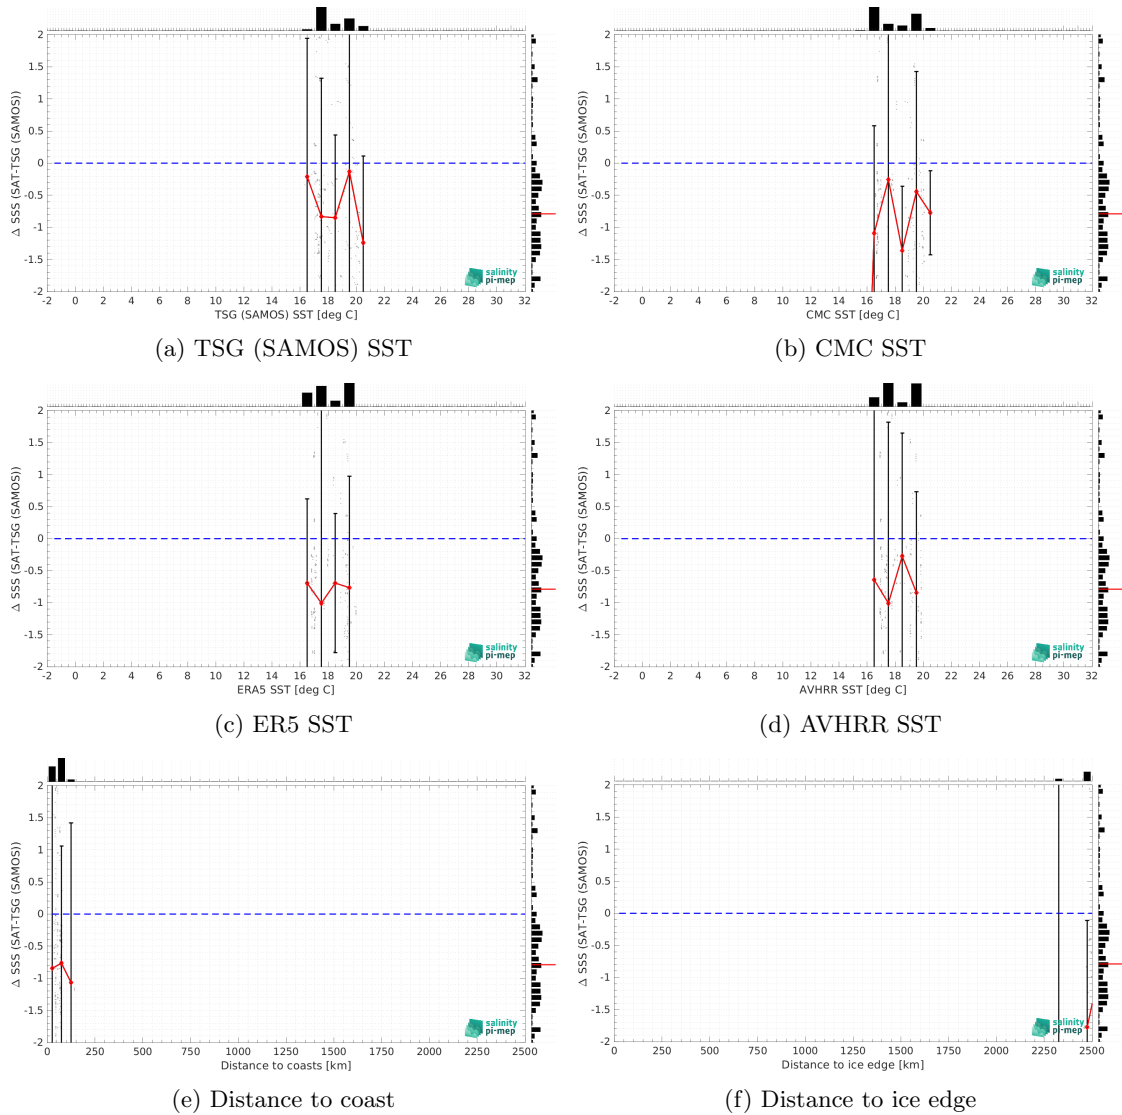 2
1.5
1
0.5
0
-0.5
-1
-1.5
-2
Δ SSS (SAT-TSG (SAMOS))
salinity
pi-mep
-2 0 2 4 6 8 10 12 14 16 18 20 22 24 26 28 30 32
TSG (SAMOS) SST [deg C]
(a) TSG (SAMOS) SST
2
1.5
1
0.5
0
-0.5
-1
-1.5
-2
Δ SSS (SAT-TSG (SAMOS))
salinity
pi-mep
-2 0 2 4 6 8 10 12 14 16 18 20 22 24 26 28 30 32
CMC SST [deg C]
(b) CMC SST
2
1.5
1
0.5
0
-0.5
-1
-1.5
-2
Δ SSS (SAT-TSG (SAMOS))
salinity
pi-mep
-2 0 2 4 6 8 10 12 14 16 18 20 22 24 26 28 30 32
ERA5 SST [deg C]
(c) ER5 SST
2
1.5
1
0.5
0
-0.5
-1
-1.5
-2
Δ SSS (SAT-TSG (SAMOS))
salinity
pi-mep
-2 0 2 4 6 8 10 12 14 16 18 20 22 24 26 28 30 32
AVHRR SST [deg C]
(d) AVHRR SST
2
1.5
1
0.5
0
-0.5
-1
-1.5
-2
Δ SSS (SAT-TSG (SAMOS))
salinity
pi-mep
0 250 500 750 1000 1250 1500 1750 2000 2250 2500
Distance to coasts [km]
(e) Distance to coast
2
1.5
1
0.5
0
-0.5
-1
-1.5
-2
Δ SSS (SAT-TSG (SAMOS))
salinity
pi-mep
0 250 500 750 1000 1250 1500 1750 2000 2250 2500
Distance to ice edge [km]
(f) Distance to ice edge